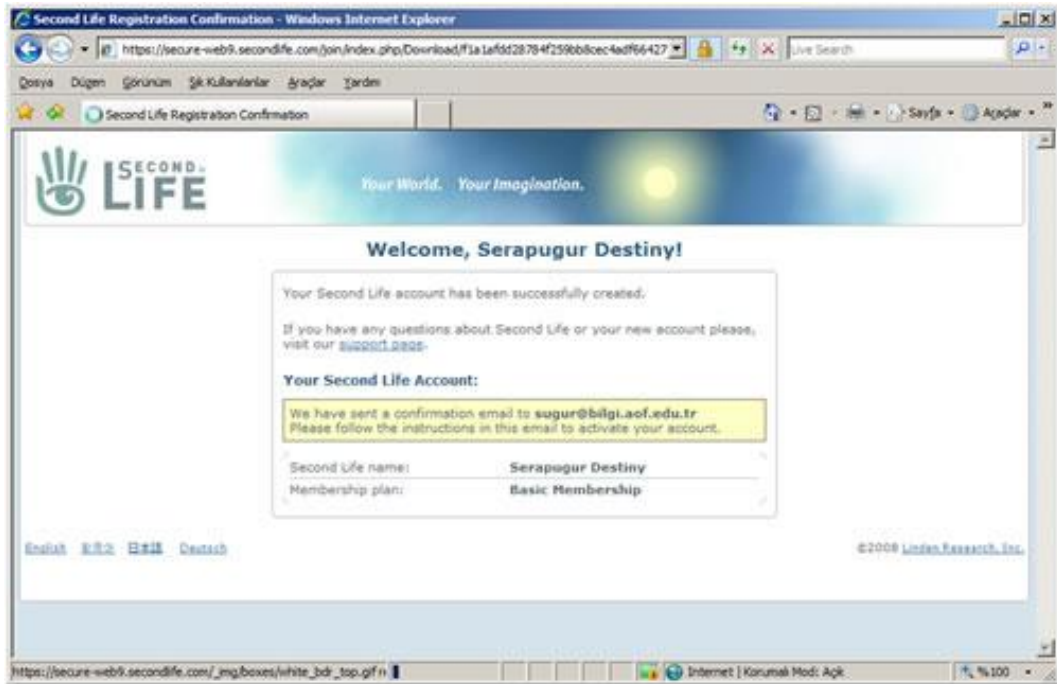 Second Life Registration Confirmation - Windows Internet Explorer
https://secure-web9.secondlife.com/join/index.php/Download/f1a1afdd28784f259bb8cec4adf66427
Live Search
Dosya Düzen Görünüm Sık Kullanılanlar Araçlar Yardım
Second Life Registration Confirmation
Sayfa Araçlar
SECOND LIFE
Your World. Your Imagination.
Welcome, Serapugur Destiny!
Your Second Life account has been successfully created.
If you have any questions about Second Life or your new account please,
visit our support page.
Your Second Life Account:
We have sent a confirmation email to sugur@bilgi.aof.edu.tr
Please follow the instructions in this email to activate your account.
Second Life name: Serapugur Destiny
Membership plan: Basic Membership
English 日本語 Deutsch
©2008 Linden Research, Inc.
https://secure-web9.secondlife.com/_img/boxes/white_bdr_top.gif
Internet | Korumalı Mod: Açık
%100